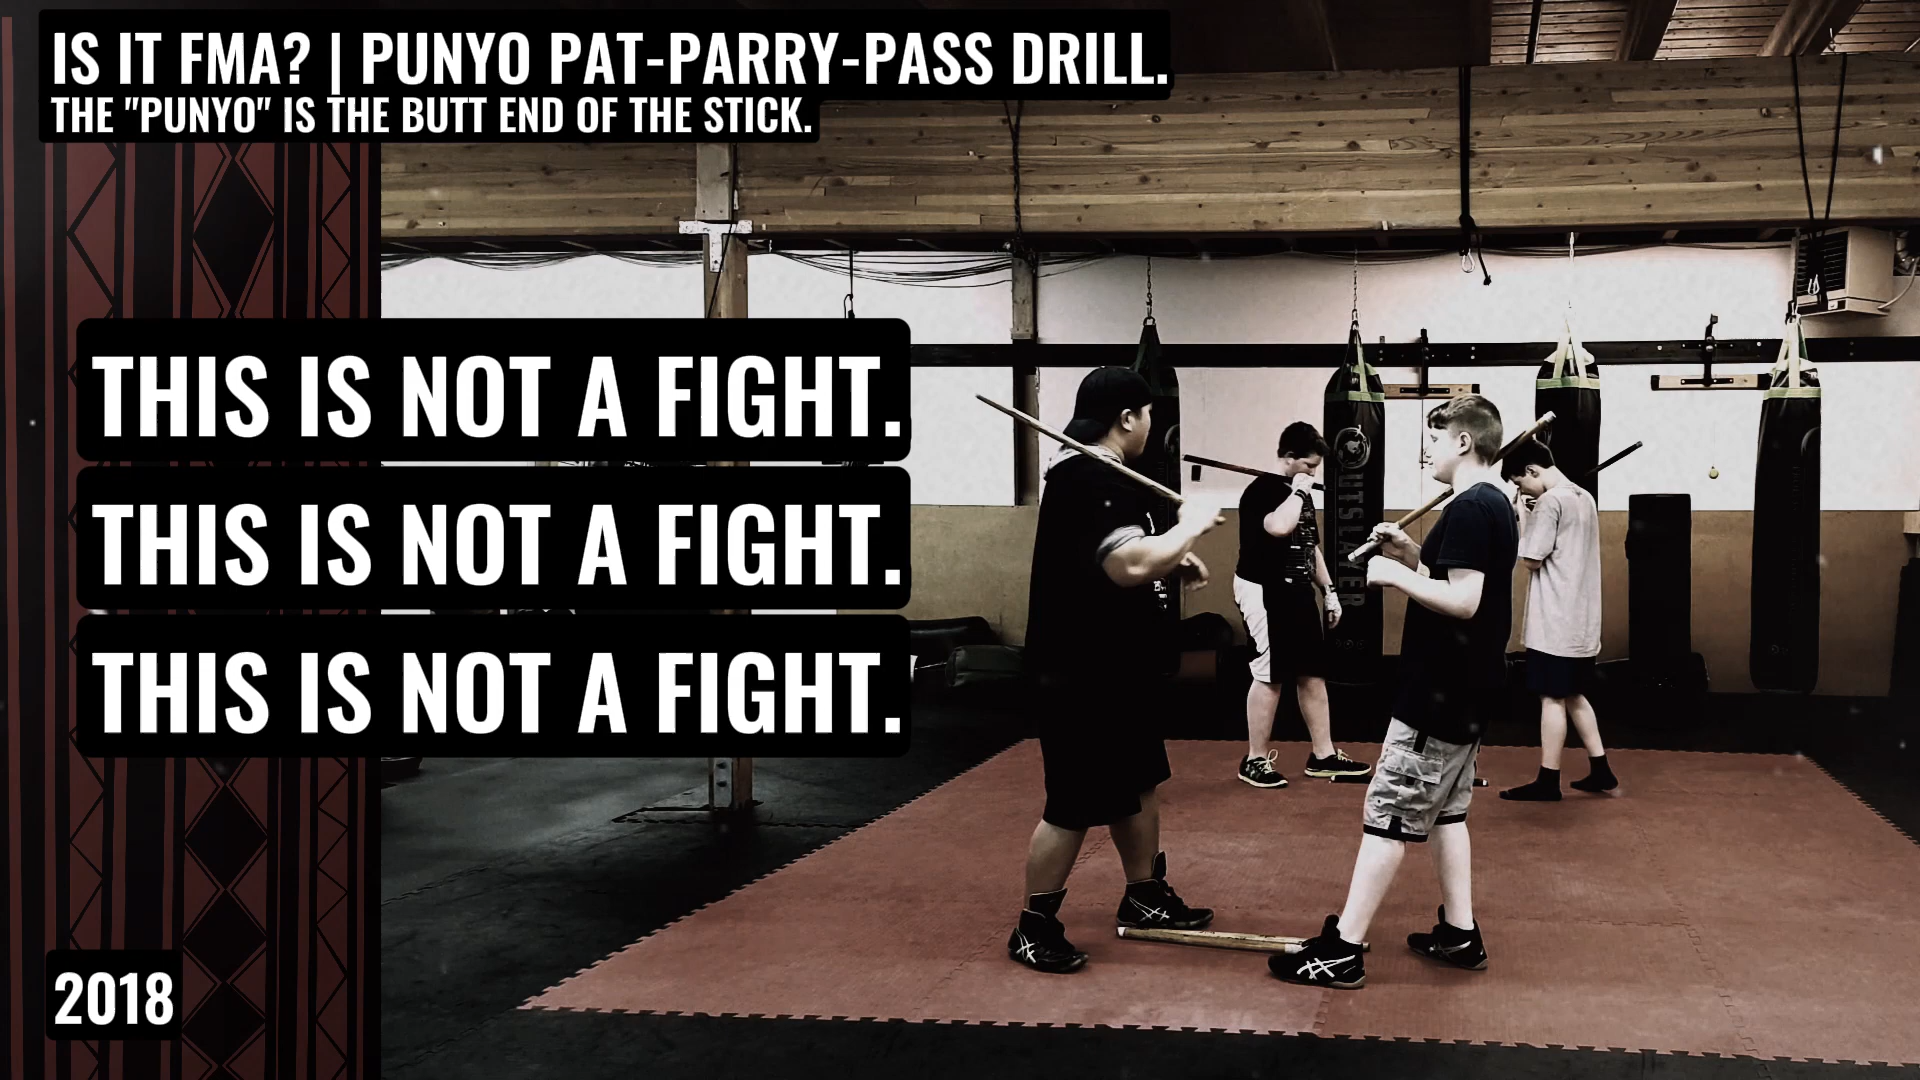 IS IT FMA? | PUNYO PAT-PARRY-PASS DRILL.
THE "PUNYO" IS THE BUTT END OF THE STICK.
THIS IS NOT A FIGHT.
THIS IS NOT A FIGHT.
THIS IS NOT A FIGHT.
2018
OUTSLAYER